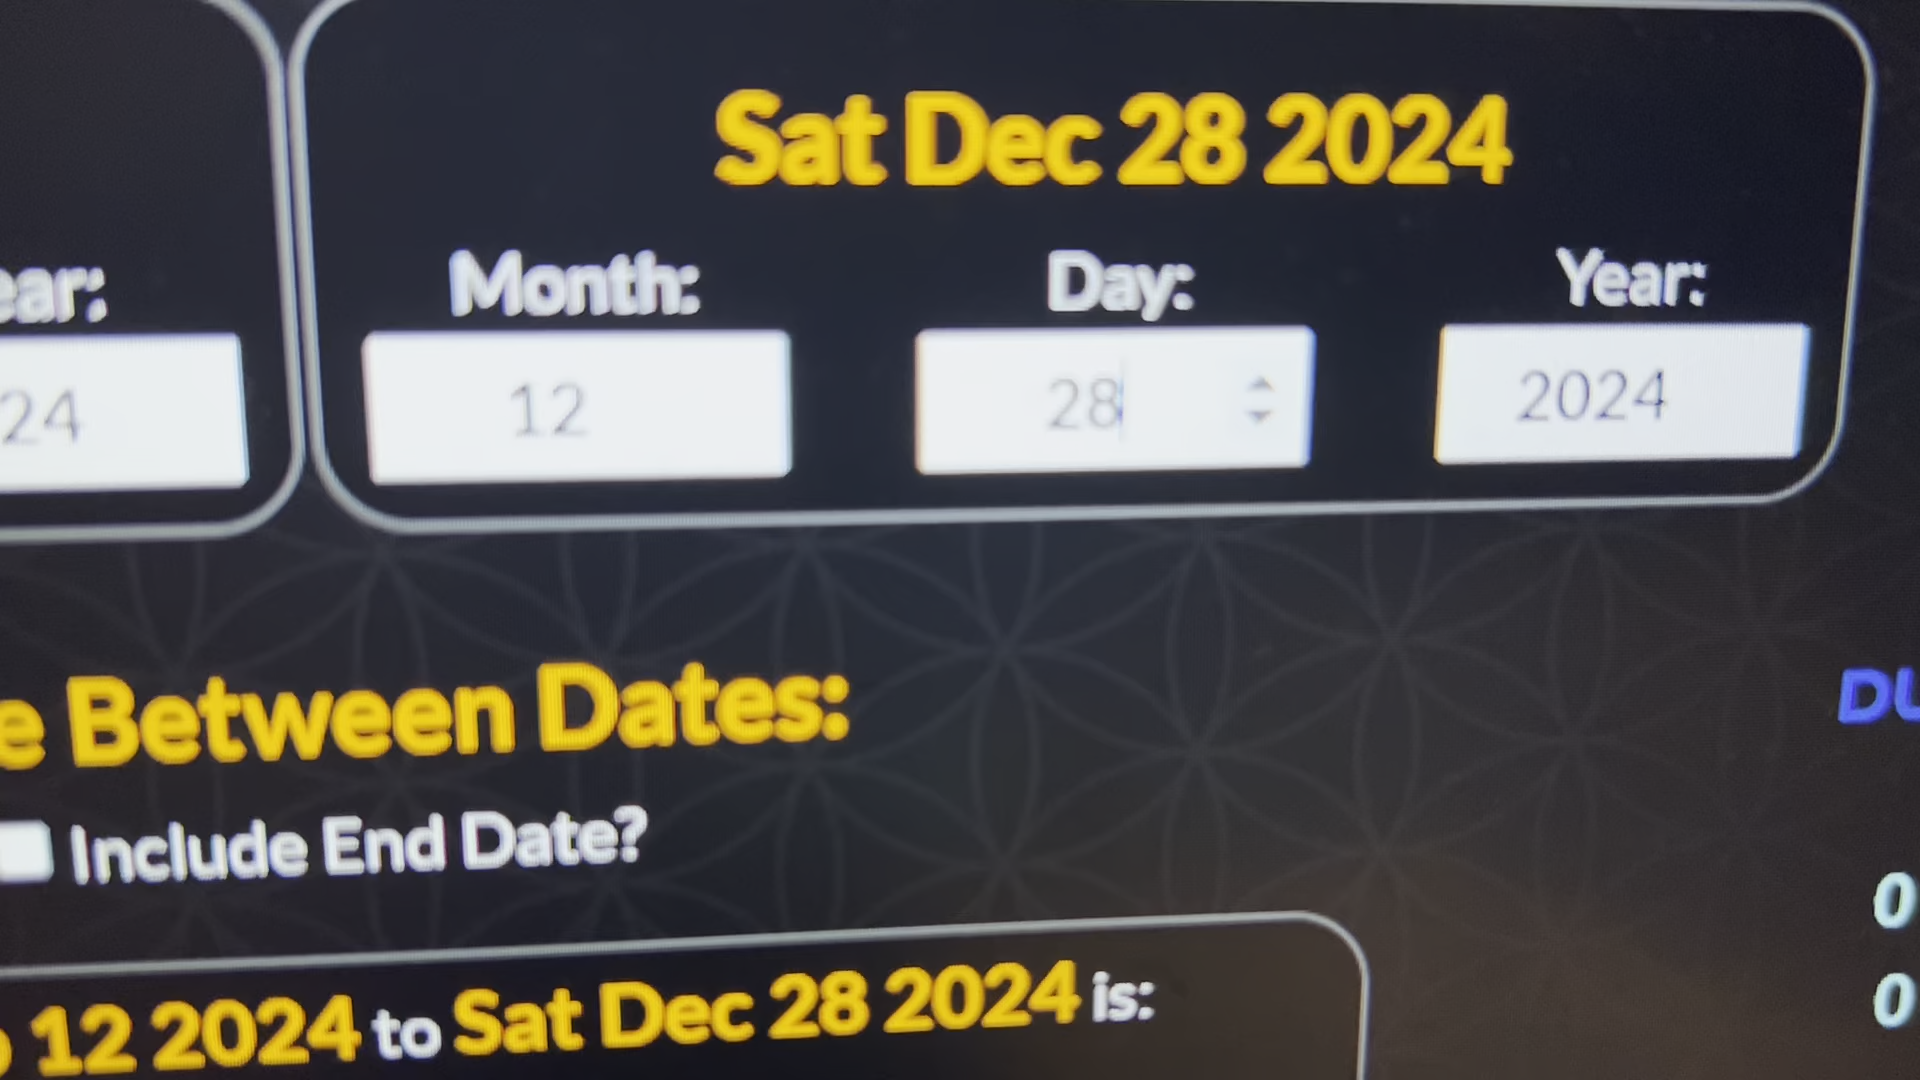 Sat Dec 28 2024
ear: Month: Day: Year:
24 12 28 2024
e Between Dates:
DU
Include End Date?
0
12 2024 to Sat Dec 28 2024 is:
0